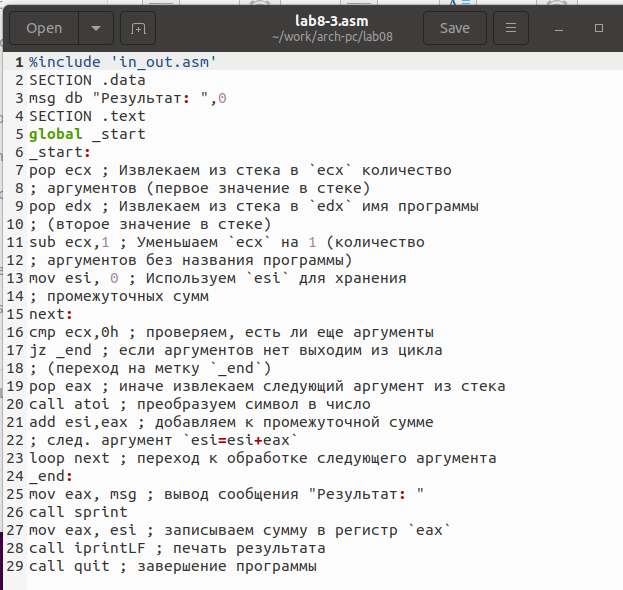 Open
lab8-3.asm
~/work/arch-pc/lab08
Save
1 %include 'in_out.asm'
2 SECTION .data
3 msg db "Результат: ",0
4 SECTION .text
5 global _start
6 _start:
7 pop ecx ; Извлекаем из стека в `ecx` количество
8 ; аргументов (первое значение в стеке)
9 pop edx ; Извлекаем из стека в `edx` имя программы
10 ; (второе значение в стеке)
11 sub ecx,1 ; Уменьшаем `ecx` на 1 (количество
12 ; аргументов без названия программы)
13 mov esi, 0 ; Используем `esi` для хранения
14 ; промежуточных сумм
15 next:
16 cmp ecx,0h ; проверяем, есть ли еще аргументы
17 jz _end ; если аргументов нет выходим из цикла
18 ; (переход на метку `_end`)
19 pop eax ; иначе извлекаем следующий аргумент из стека
20 call atoi ; преобразуем символ в число
21 add esi,eax ; добавляем к промежуточной сумме
22 ; след. аргумент `esi=esi+eax`
23 loop next ; переход к обработке следующего аргумента
24 _end:
25 mov eax, msg ; вывод сообщения "Результат: "
26 call sprint
27 mov eax, esi ; записываем сумму в регистр `eax`
28 call iprintLF ; печать результата
29 call quit ; завершение программы